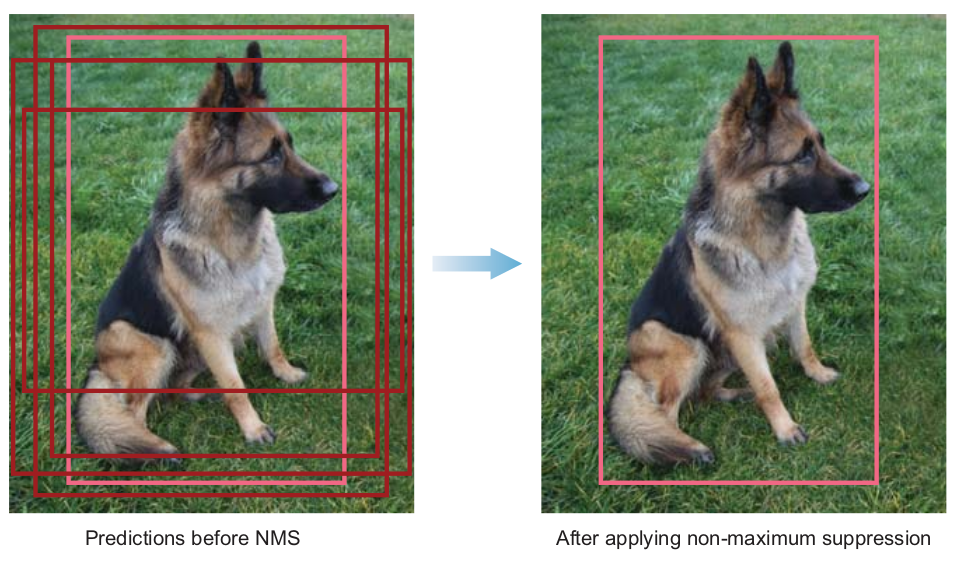 Predictions before NMS
After applying non-maximum suppression